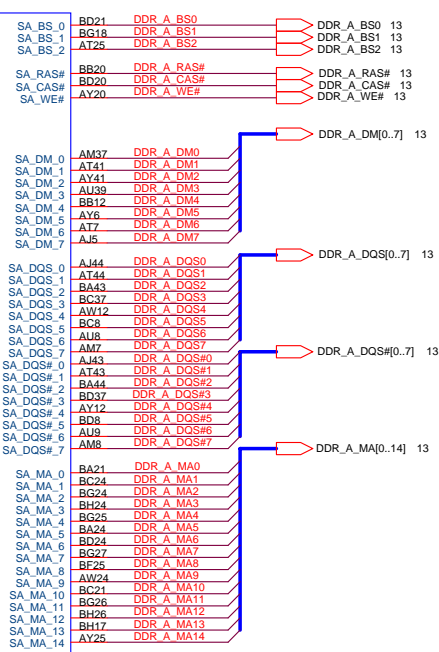 SA_BS_0 BD21 DDR_A_BS0 DDR_A_BS0 13
SA_BS_1 BG18 DDR_A_BS1 DDR_A_BS1 13
SA_BS_2 AT25 DDR_A_BS2 DDR_A_BS2 13
SA_RAS# BB20 DDR_A_RAS# DDR_A_RAS# 13
SA_CAS# BD20 DDR_A_CAS# DDR_A_CAS# 13
SA_WE# AY20 DDR_A_WE# DDR_A_WE# 13
DDR_A_DM[0..7] 13
SA_DM_0 AM37 DDR_A_DM0
SA_DM_1 AT41 DDR_A_DM1
SA_DM_2 AY41 DDR_A_DM2
SA_DM_3 AU39 DDR_A_DM3
SA_DM_4 BB12 DDR_A_DM4
SA_DM_5 AY6 DDR_A_DM5
SA_DM_6 AT7 DDR_A_DM6
SA_DM_7 AJ5 DDR_A_DM7
DDR_A_DQS[0..7] 13
SA_DQS_0 AJ44 DDR_A_DQS0
SA_DQS_1 AT44 DDR_A_DQS1
SA_DQS_2 BA43 DDR_A_DQS2
SA_DQS_3 BC37 DDR_A_DQS3
SA_DQS_4 AW12 DDR_A_DQS4
SA_DQS_5 BC8 DDR_A_DQS5
SA_DQS_6 AU8 DDR_A_DQS6
SA_DQS_7 AM7 DDR_A_DQS7
DDR_A_DQS#[0..7] 13
SA_DQS#_0 AJ43 DDR_A_DQS#0
SA_DQS#_1 AT43 DDR_A_DQS#1
SA_DQS#_2 BA44 DDR_A_DQS#2
SA_DQS#_3 BD37 DDR_A_DQS#3
SA_DQS#_4 AY12 DDR_A_DQS#4
SA_DQS#_5 BD8 DDR_A_DQS#5
SA_DQS#_6 AU9 DDR_A_DQS#6
SA_DQS#_7 AM8 DDR_A_DQS#7
DDR_A_MA[0..14] 13
SA_MA_0 BA21 DDR_A_MA0
SA_MA_1 BC24 DDR_A_MA1
SA_MA_2 BG24 DDR_A_MA2
SA_MA_3 BH24 DDR_A_MA3
SA_MA_4 BG25 DDR_A_MA4
SA_MA_5 BA24 DDR_A_MA5
SA_MA_6 BD24 DDR_A_MA6
SA_MA_7 BG27 DDR_A_MA7
SA_MA_8 BF25 DDR_A_MA8
SA_MA_9 AW24 DDR_A_MA9
SA_MA_10 BC21 DDR_A_MA10
SA_MA_11 BG26 DDR_A_MA11
SA_MA_12 BH26 DDR_A_MA12
SA_MA_13 BH17 DDR_A_MA13
SA_MA_14 AY25 DDR_A_MA14